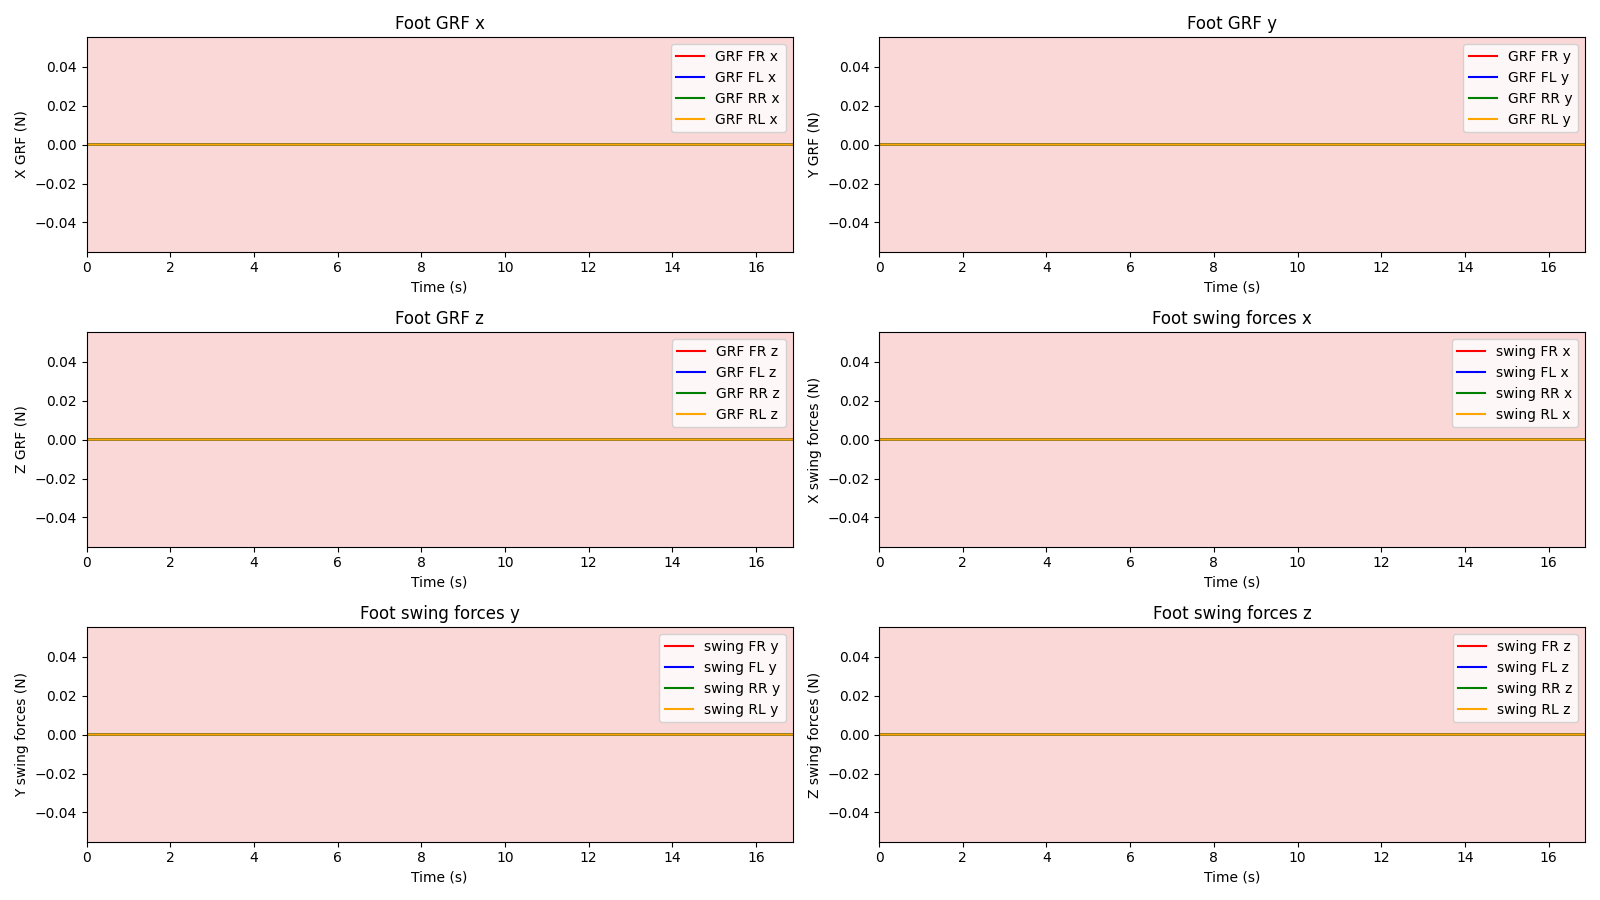 Foot GRF x
X GRF (N)
0.04
0.02
0.00
−0.02
−0.04
GRF FR x
GRF FL x
GRF RR x
GRF RL x
0 2 4 6 8 10 12 14 16
Time (s)
Foot GRF y
Y GRF (N)
0.04
0.02
0.00
−0.02
−0.04
GRF FR y
GRF FL y
GRF RR y
GRF RL y
0 2 4 6 8 10 12 14 16
Time (s)
Foot GRF z
Z GRF (N)
0.04
0.02
0.00
−0.02
−0.04
GRF FR z
GRF FL z
GRF RR z
GRF RL z
0 2 4 6 8 10 12 14 16
Time (s)
Foot swing forces x
X swing forces (N)
0.04
0.02
0.00
−0.02
−0.04
swing FR x
swing FL x
swing RR x
swing RL x
0 2 4 6 8 10 12 14 16
Time (s)
Foot swing forces y
Y swing forces (N)
0.04
0.02
0.00
−0.02
−0.04
swing FR y
swing FL y
swing RR y
swing RL y
0 2 4 6 8 10 12 14 16
Time (s)
Foot swing forces z
Z swing forces (N)
0.04
0.02
0.00
−0.02
−0.04
swing FR z
swing FL z
swing RR z
swing RL z
0 2 4 6 8 10 12 14 16
Time (s)